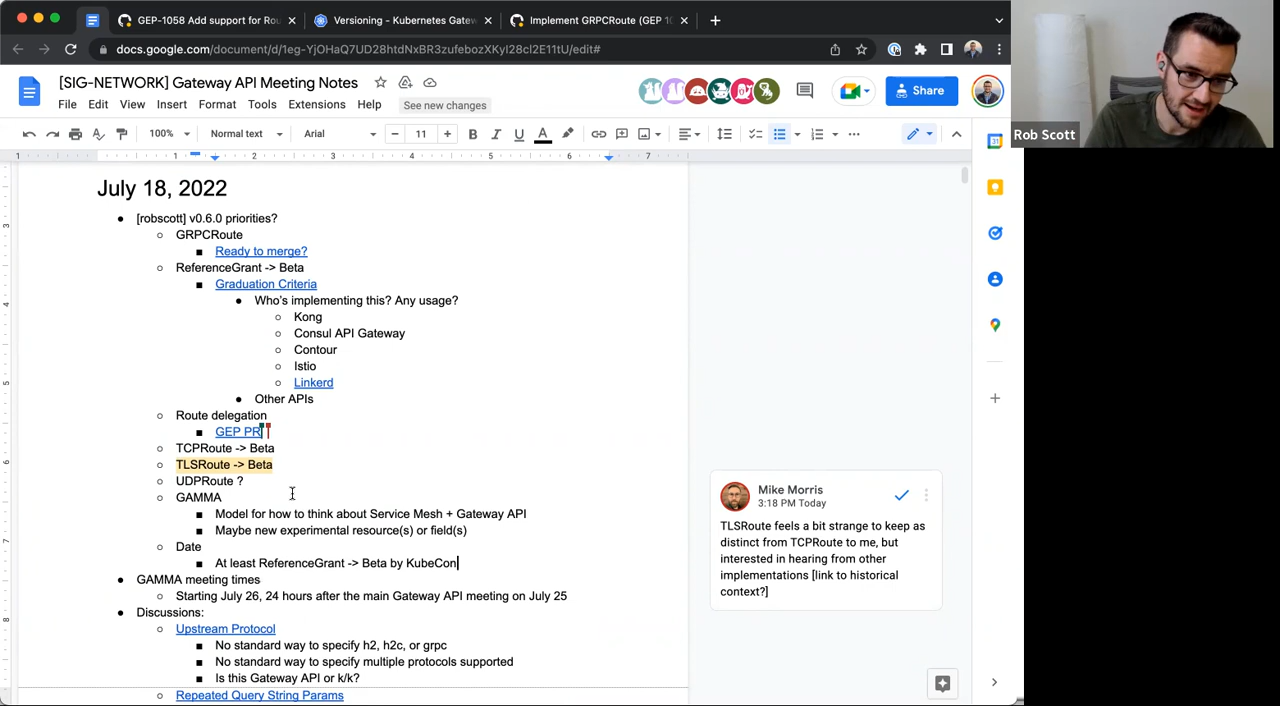 GEP-1058 Add support for Rou
Versioning - Kubernetes Gatew
Implement GRPCRoute (GEP 10
docs.google.com/document/d/1eg-YjOHaQ7UD28htdNxBR3zufebozXKyI28cI2E11tU/edit#
[SIG-NETWORK] Gateway API Meeting Notes
File Edit View Insert Format Tools Extensions Help See new changes
Share
100% Normal text Arial 11
Rob Scott
July 18, 2022
[robscott] v0.6.0 priorities?
GRPCRoute
Ready to merge?
ReferenceGrant -> Beta
Graduation Criteria
Who's implementing this? Any usage?
Kong
Consul API Gateway
Contour
Istio
Linkerd
Other APIs
Route delegation
GEP PR
TCPRoute -> Beta
TLSRoute -> Beta
UDPRoute ?
GAMMA
Model for how to think about Service Mesh + Gateway API
Maybe new experimental resource(s) or field(s)
Date
At least ReferenceGrant -> Beta by KubeCon
GAMMA meeting times
Starting July 26, 24 hours after the main Gateway API meeting on July 25
Discussions:
Upstream Protocol
No standard way to specify h2, h2c, or grpc
No standard way to specify multiple protocols supported
Is this Gateway API or k/k?
Repeated Query String Params
Mike Morris
3:18 PM Today
TLSRoute feels a bit strange to keep as
distinct from TCPRoute to me, but
interested in hearing from other
implementations [link to historical
context?]